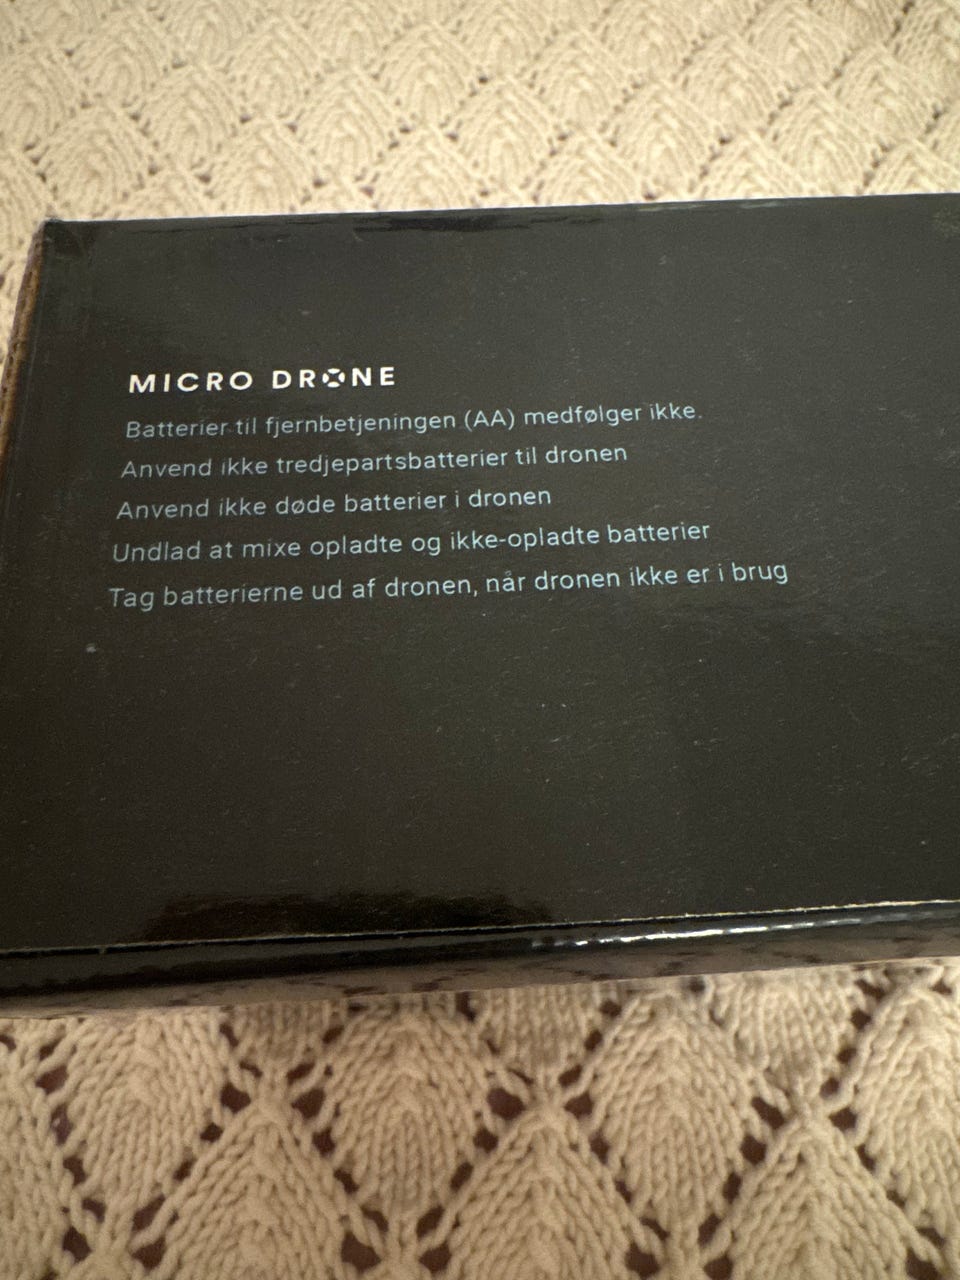 MICRO DRONE
Batterier til fjernbetjeningen (AA) medfølger ikke.
Anvend ikke tredjepartsbatterier til dronen
Anvend ikke døde batterier i dronen
Undlad at mixe opladte og ikke-opladte batterier
Tag batterierne ud af dronen, når dronen ikke er i brug